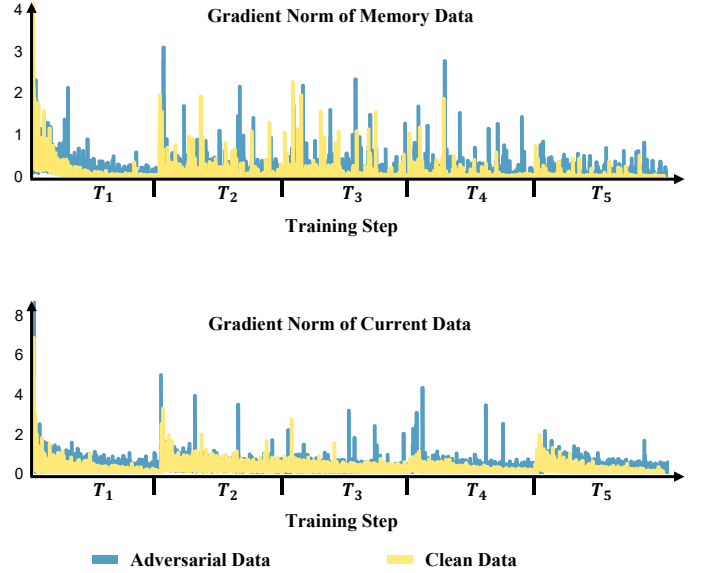 Gradient Norm of Memory Data
4
3
2
1
0
T₁ T₂ T₃ T₄ T₅
Training Step
Gradient Norm of Current Data
8
6
4
2
0
T₁ T₂ T₃ T₄ T₅
Training Step
Adversarial Data Clean Data